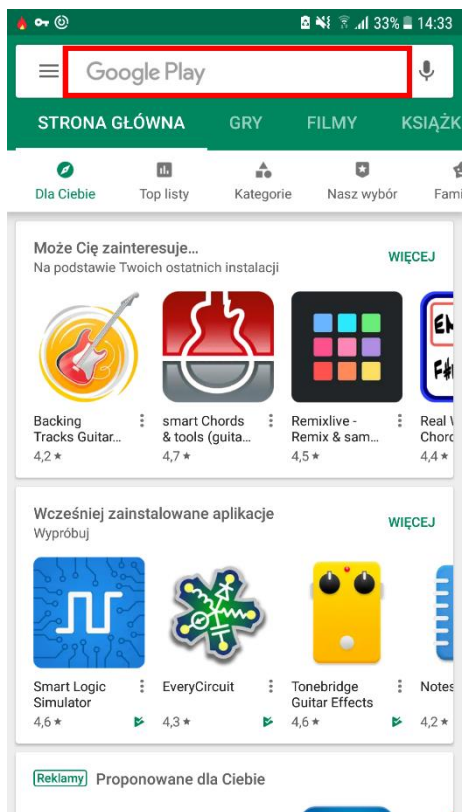 33% 14:33
Google Play
STRONA GŁÓWNA GRY FILMY KSIĄŻK
Dla Ciebie Top listy Kategorie Nasz wybór Fami
Może Cię zainteresuje...
Na podstawie Twoich ostatnich instalacji
WIĘCEJ
Backing Tracks Guitar...
4,2 ★
smart Chords & tools (guita...
4,7 ★
Remixlive - Remix & sam...
4,5 ★
Real
Chord
4,4 ★
Wcześniej zainstalowane aplikacje
Wypróbuj
WIĘCEJ
Smart Logic Simulator
4,6 ★
EveryCircuit
4,3 ★
Tonebridge Guitar Effects
4,6 ★
Notes
4,2 ★
Reklamy Proponowane dla Ciebie